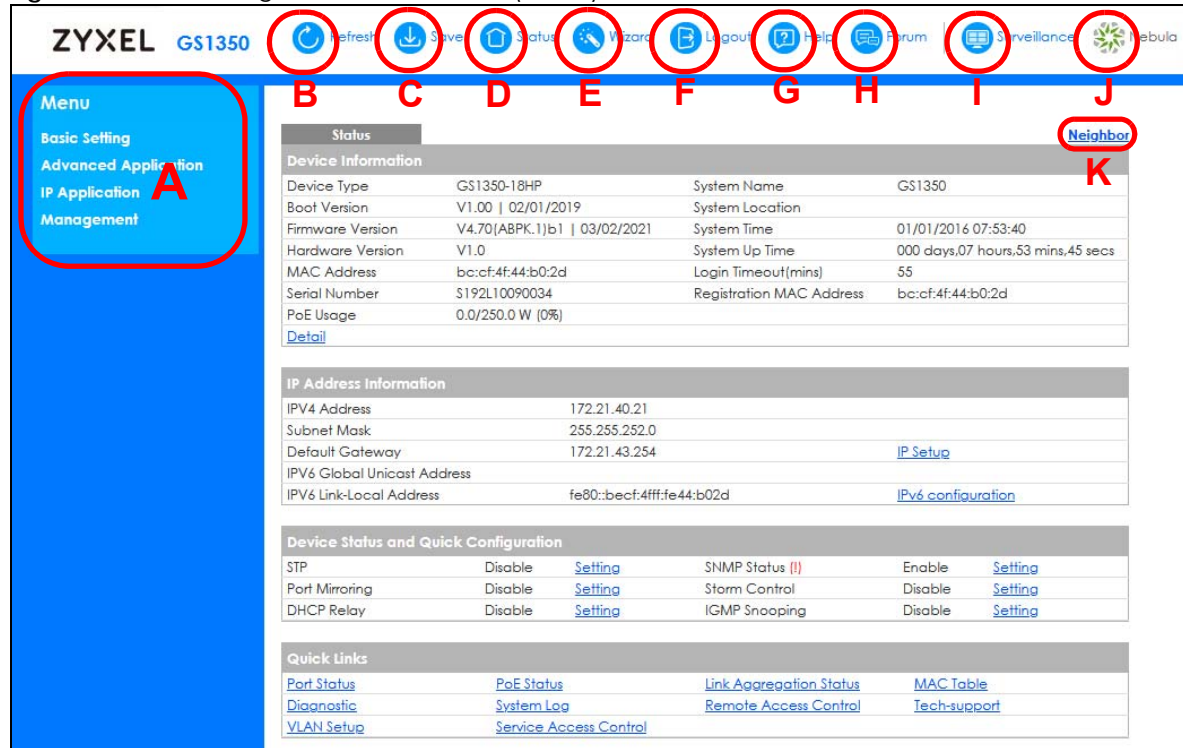 ZYXEL GS1350 Refresh Save Status Wizard Logout Help Forum Surveillance Nebula
B C D E F G H I J
Menu
Basic Setting
Advanced Application
IP Application
Management
A
Status Neighbor
K
Device Information
Device Type GS1350-18HP System Name GS1350
Boot Version V1.00 | 02/01/2019 System Location
Firmware Version V4.70(ABPK.1)b1 | 03/02/2021 System Time 01/01/2016 07:53:40
Hardware Version V1.0 System Up Time 000 days,07 hours,53 mins,45 secs
MAC Address bc:cf:4f:44:b0:2d Login Timeout(mins) 55
Serial Number S192L10090034 Registration MAC Address bc:cf:4f:44:b0:2d
PoE Usage 0.0/250.0 W (0%)
Detail
IP Address Information
IPV4 Address 172.21.40.21
Subnet Mask 255.255.252.0
Default Gateway 172.21.43.254 IP Setup
IPV6 Global Unicast Address
IPV6 Link-Local Address fe80::becf:4fff:fe44:b02d IPv6 configuration
Device Status and Quick Configuration
STP Disable Setting SNMP Status (!) Enable Setting
Port Mirroring Disable Setting Storm Control Disable Setting
DHCP Relay Disable Setting IGMP Snooping Disable Setting
Quick Links
Port Status PoE Status Link Aggregation Status MAC Table
Diagnostic System Log Remote Access Control Tech-support
VLAN Setup Service Access Control